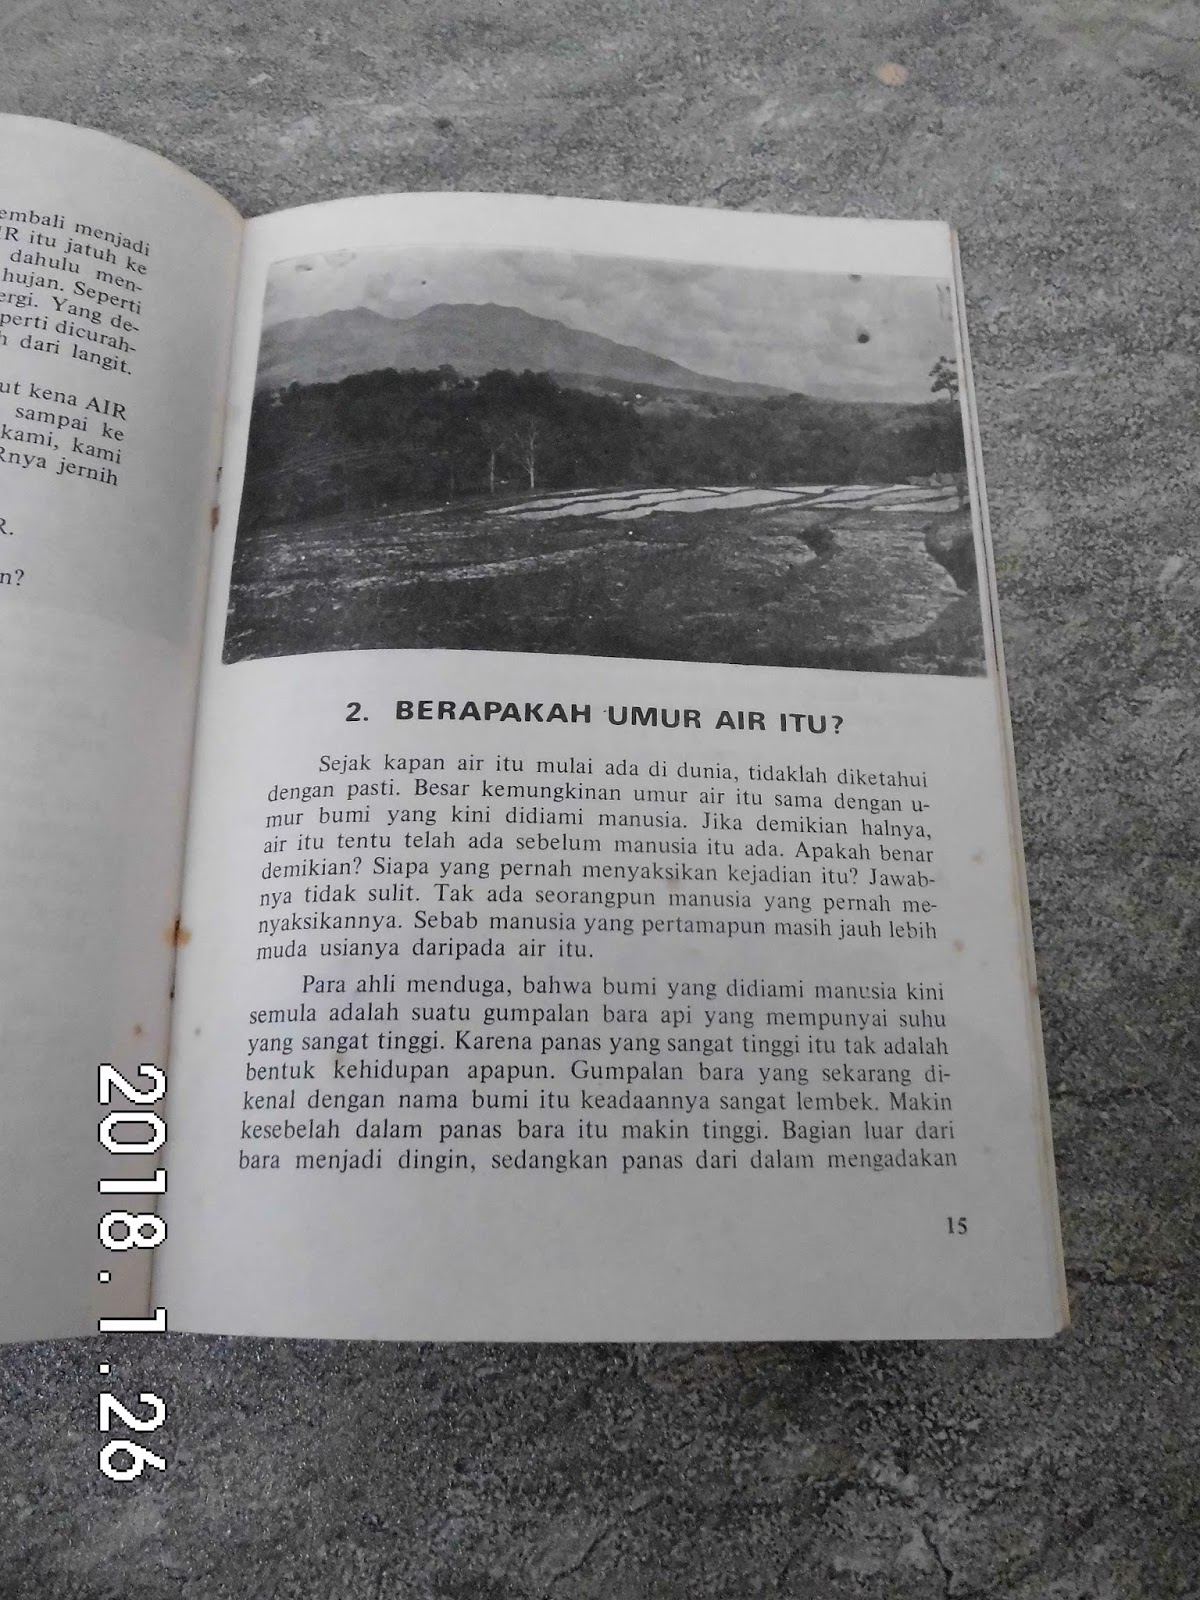 embali menjadi
IR itu jatuh ke
dahulu men-
hujan. Seperti
ergi. Yang de-
perti dicurah-
h dari langit.
ut kena AIR
sampai ke
kami, kami
Rnya jernih
R.
n?
2. BERAPAKAH UMUR AIR ITU?
Sejak kapan air itu mulai ada di dunia, tidaklah diketahui
dengan pasti. Besar kemungkinan umur air itu sama dengan u-
mur bumi yang kini didiami manusia. Jika demikian halnya,
air itu tentu telah ada sebelum manusia itu ada. Apakah benar
demikian? Siapa yang pernah menyaksikan kejadian itu? Jawab-
nya tidak sulit. Tak ada seorangpun manusia yang pernah me-
nyaksikannya. Sebab manusia yang pertamapun masih jauh lebih
muda usianya daripada air itu.
Para ahli menduga, bahwa bumi yang didiami manusia kini
semula adalah suatu gumpalan bara api yang mempunyai suhu
yang sangat tinggi. Karena panas yang sangat tinggi itu tak adalah
bentuk kehidupan apapun. Gumpalan bara yang sekarang di-
kenal dengan nama bumi itu keadaannya sangat lembek. Makin
kesebelah dalam panas bara itu makin tinggi. Bagian luar dari
bara menjadi dingin, sedangkan panas dari dalam mengadakan
15
2018.1.26